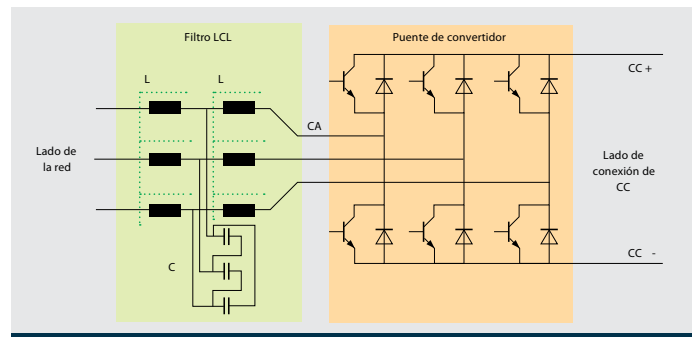 Filtro LCL
Puente de convertidor
L
L
CC +
CA
Lado de
la red
Lado de
conexión de
CC
C
CC -